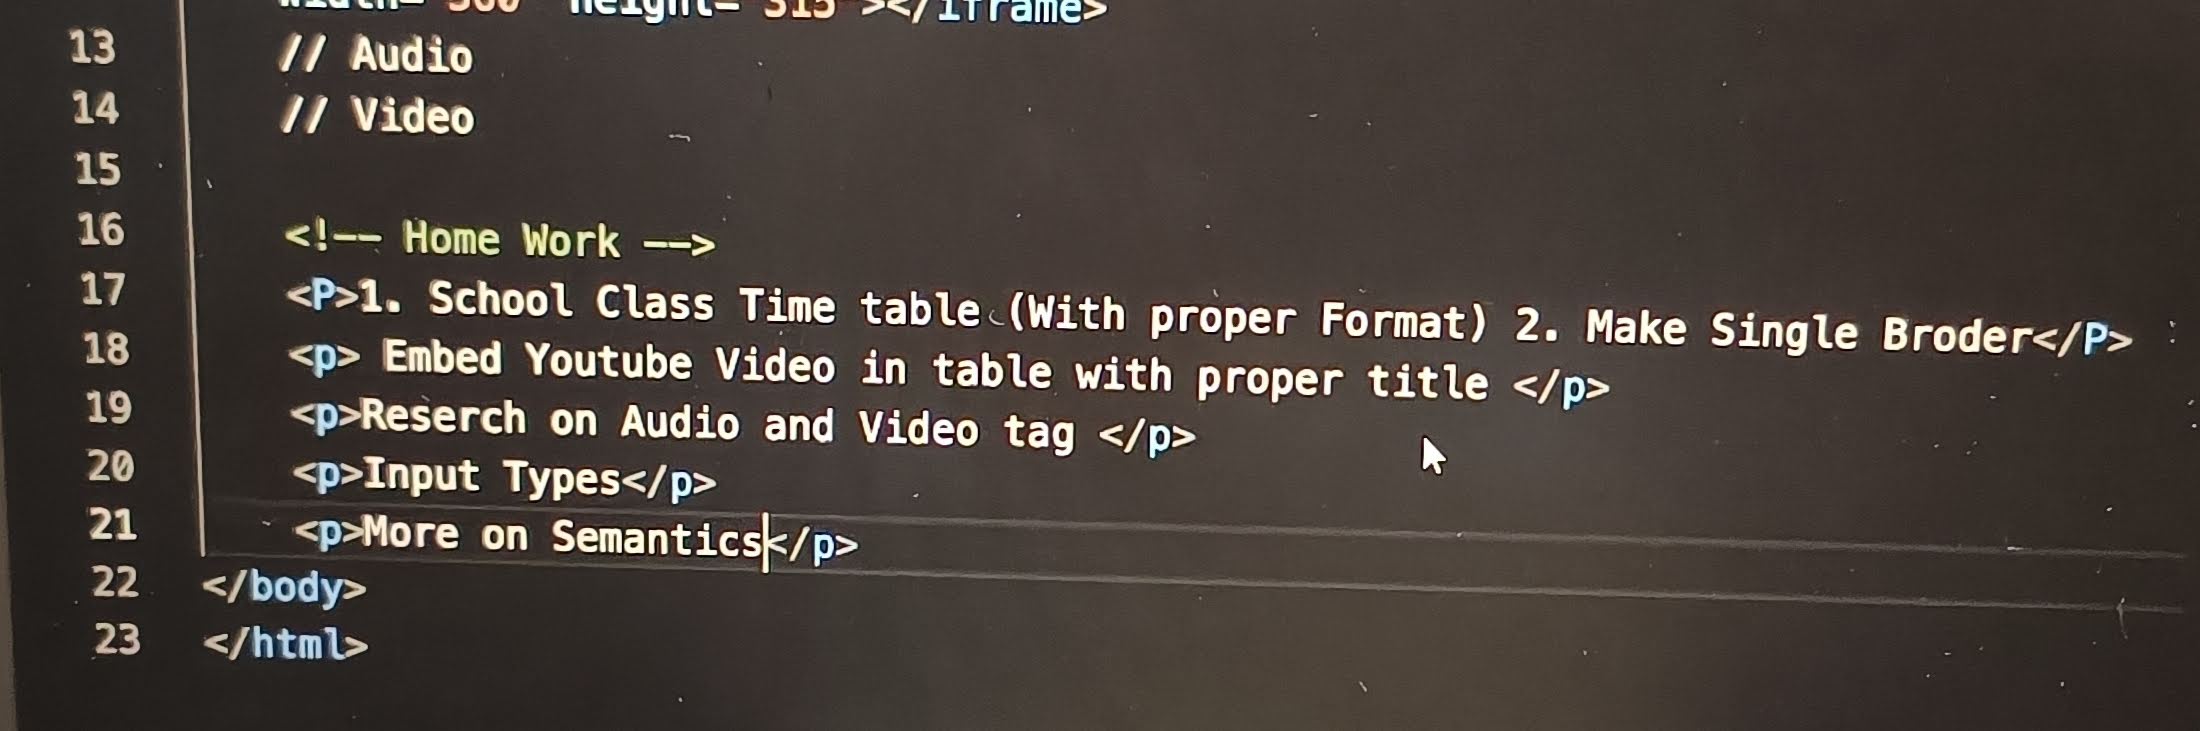 width="560" height="315"></iframe>
13 // Audio
14 // Video
15
16 <!-- Home Work -->
17 <P>1. School Class Time table (With proper Format) 2. Make Single Broder</P>
18 <p> Embed Youtube Video in table with proper title </p>
19 <p>Reserch on Audio and Video tag </p>
20 <p>Input Types</p>
21 <p>More on Semantics</p>
22 </body>
23 </html>